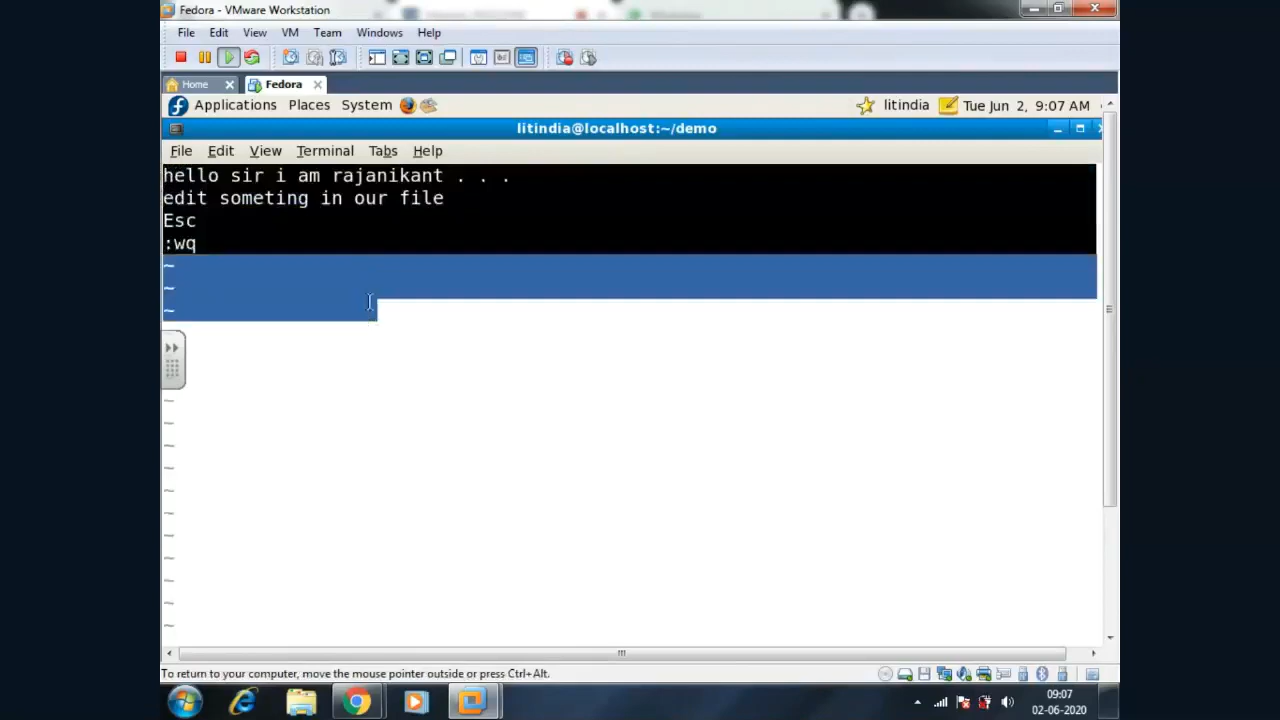 Fedora - VMware Workstation
File Edit View VM Team Windows Help
Home Fedora
Applications Places System litindia Tue Jun 2, 9:07 AM
litindia@localhost:~/demo
File Edit View Terminal Tabs Help
hello sir i am rajanikant . . .
edit someting in our file
Esc
:wq
~
~
~
~
~
~
~
~
~
~
~
~
~
~
To return to your computer, move the mouse pointer outside or press Ctrl+Alt.
09:07
02-06-2020